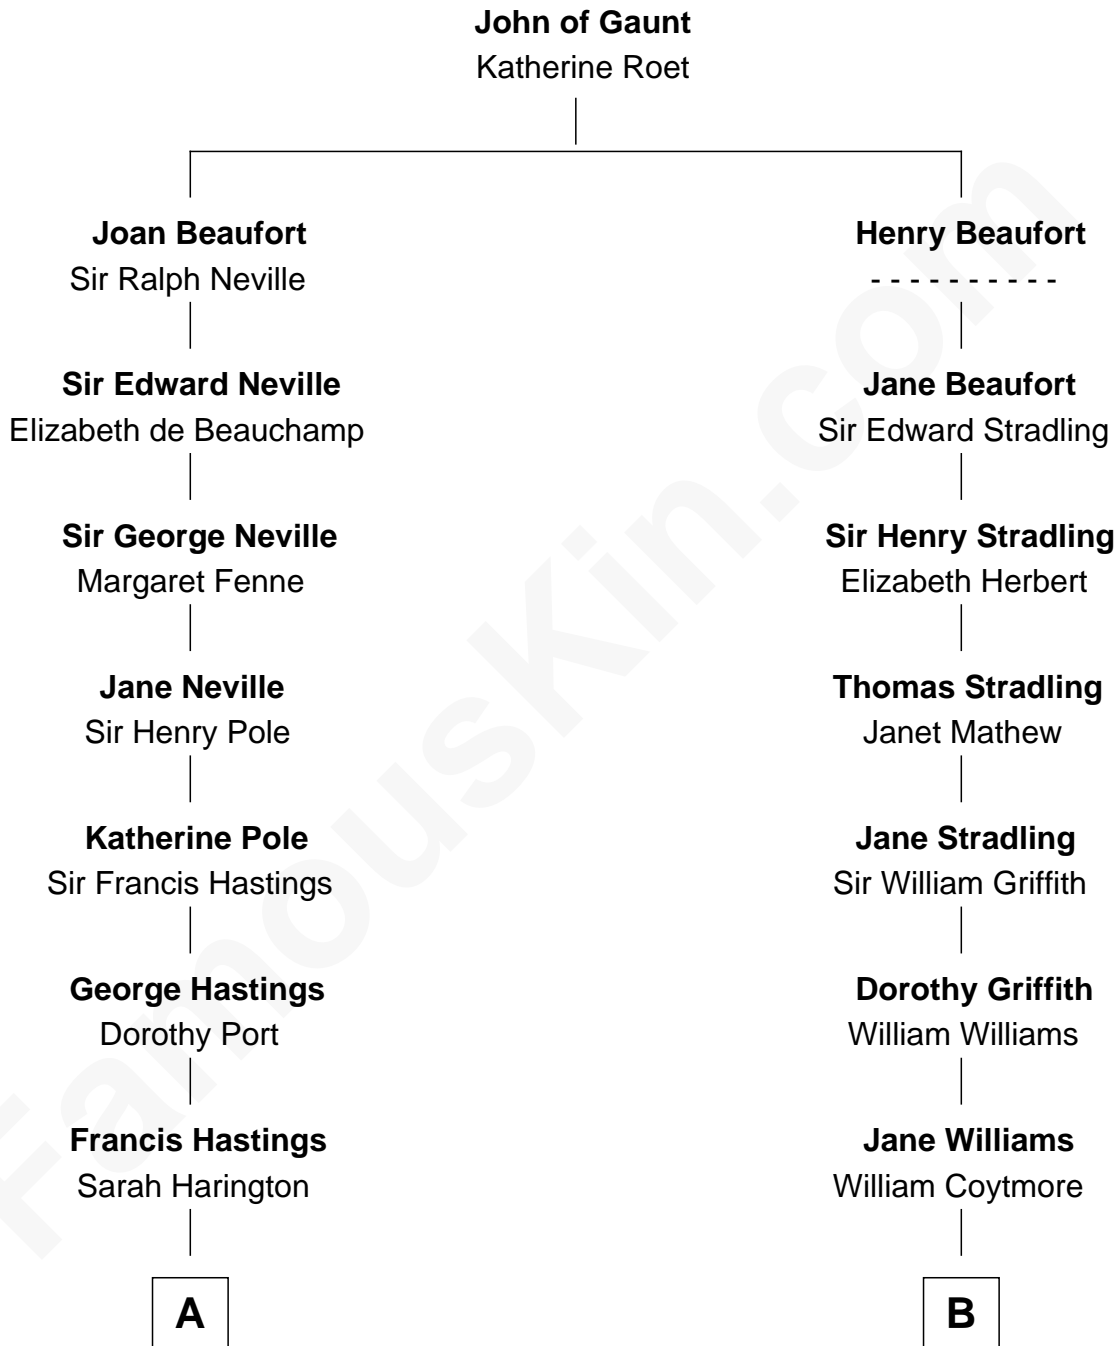 John of Gaunt
Katherine Roet
Joan Beaufort
Sir Ralph Neville
Sir Edward Neville
Elizabeth de Beauchamp
Sir George Neville
Margaret Fenne
Jane Neville
Sir Henry Pole
Katherine Pole
Sir Francis Hastings
George Hastings
Dorothy Port
Francis Hastings
Sarah Harington
A
Henry Beaufort
- - - - - - - - - -
Jane Beaufort
Sir Edward Stradling
Sir Henry Stradling
Elizabeth Herbert
Thomas Stradling
Janet Mathew
Jane Stradling
Sir William Griffith
Dorothy Griffith
William Williams
Jane Williams
William Coytmore
B
FamousKin.com